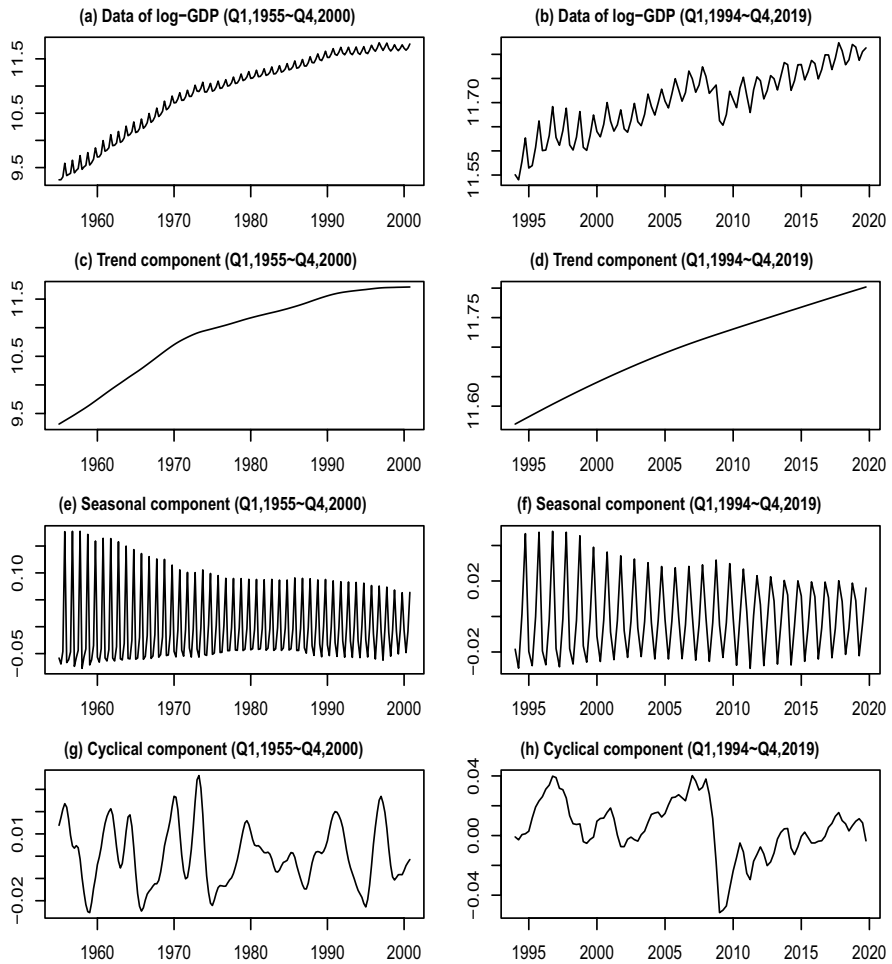 (a) Data of log−GDP (Q1,1955~Q4,2000)
9.5 10.5 11.5
1960 1970 1980 1990 2000
(b) Data of log−GDP (Q1,1994~Q4,2019)
11.55 11.70
1995 2000 2005 2010 2015 2020
(c) Trend component (Q1,1955~Q4,2000)
9.5 10.5 11.5
1960 1970 1980 1990 2000
(d) Trend component (Q1,1994~Q4,2019)
11.60 11.75
1995 2000 2005 2010 2015 2020
(e) Seasonal component (Q1,1955~Q4,2000)
−0.05 0.10
1960 1970 1980 1990 2000
(f) Seasonal component (Q1,1994~Q4,2019)
−0.02 0.02
1995 2000 2005 2010 2015 2020
(g) Cyclical component (Q1,1955~Q4,2000)
−0.02 0.01
1960 1970 1980 1990 2000
(h) Cyclical component (Q1,1994~Q4,2019)
−0.04 0.00 0.04
1995 2000 2005 2010 2015 2020